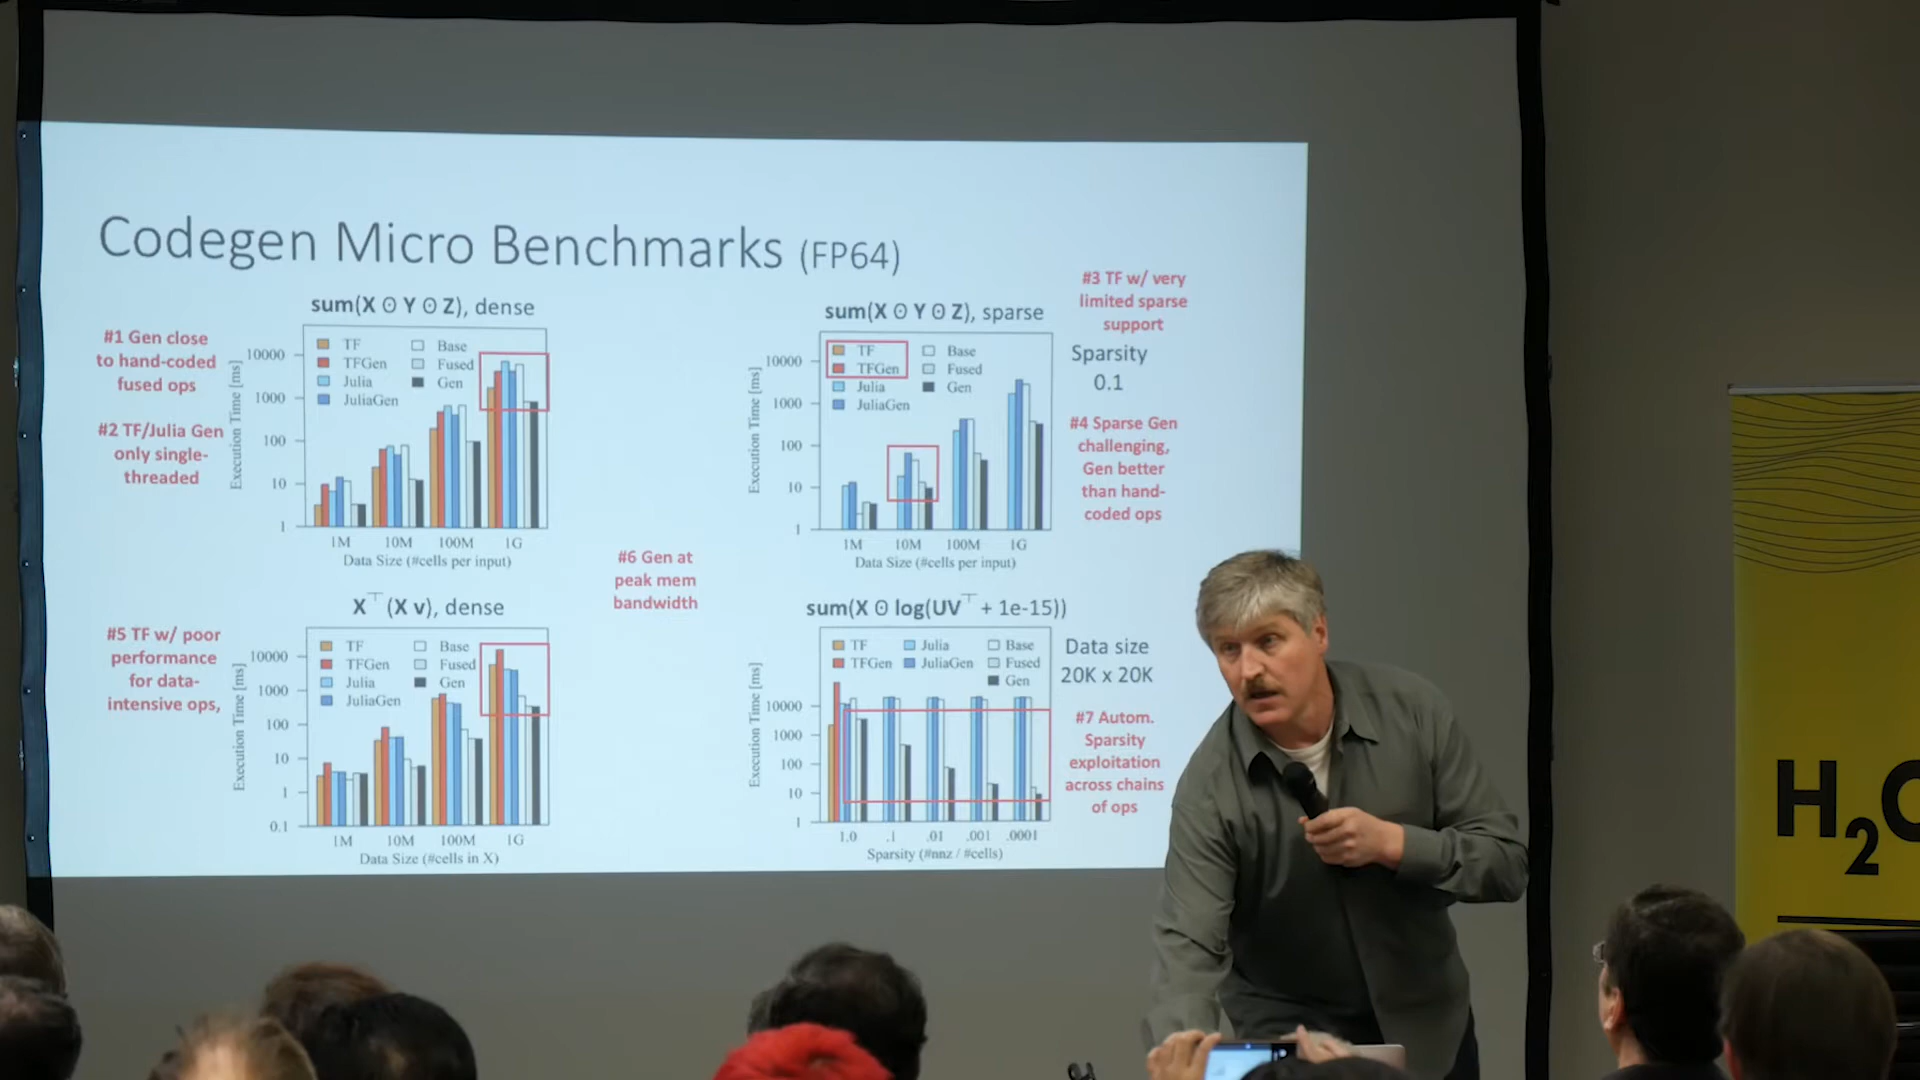 Codegen Micro Benchmarks (FP64)
sum(X ⊙ Y ⊙ Z), dense
#1 Gen close
to hand-coded
fused ops
#2 TF/Julia Gen
only single-
threaded
Execution Time [ms]
10000
1000
100
10
1
TF
TFGen
Julia
JuliaGen
Base
Fused
Gen
1M 10M 100M 1G
Data Size (#cells per input)
sum(X ⊙ Y ⊙ Z), sparse
#3 TF w/ very
limited sparse
support
Sparsity
0.1
#4 Sparse Gen
challenging,
Gen better
than hand-
coded ops
Execution Time [ms]
10000
1000
100
10
1
TF
TFGen
Julia
JuliaGen
Base
Fused
Gen
1M 10M 100M 1G
Data Size (#cells per input)
#6 Gen at
peak mem
bandwidth
X⊤(X v), dense
#5 TF w/ poor
performance
for data-
intensive ops,
Execution Time [ms]
10000
1000
100
10
1
0.1
TF
TFGen
Julia
JuliaGen
Base
Fused
Gen
1M 10M 100M 1G
Data Size (#cells in X)
sum(X ⊙ log(UV⊤ + 1e-15))
Data size
20K x 20K
#7 Autom.
Sparsity
exploitation
across chains
of ops
Execution Time [ms]
10000
1000
100
10
1
TF
TFGen
Julia
JuliaGen
Base
Fused
Gen
1.0 .1 .01 .001 .0001
Sparsity (#nnz / #cells)
H2O